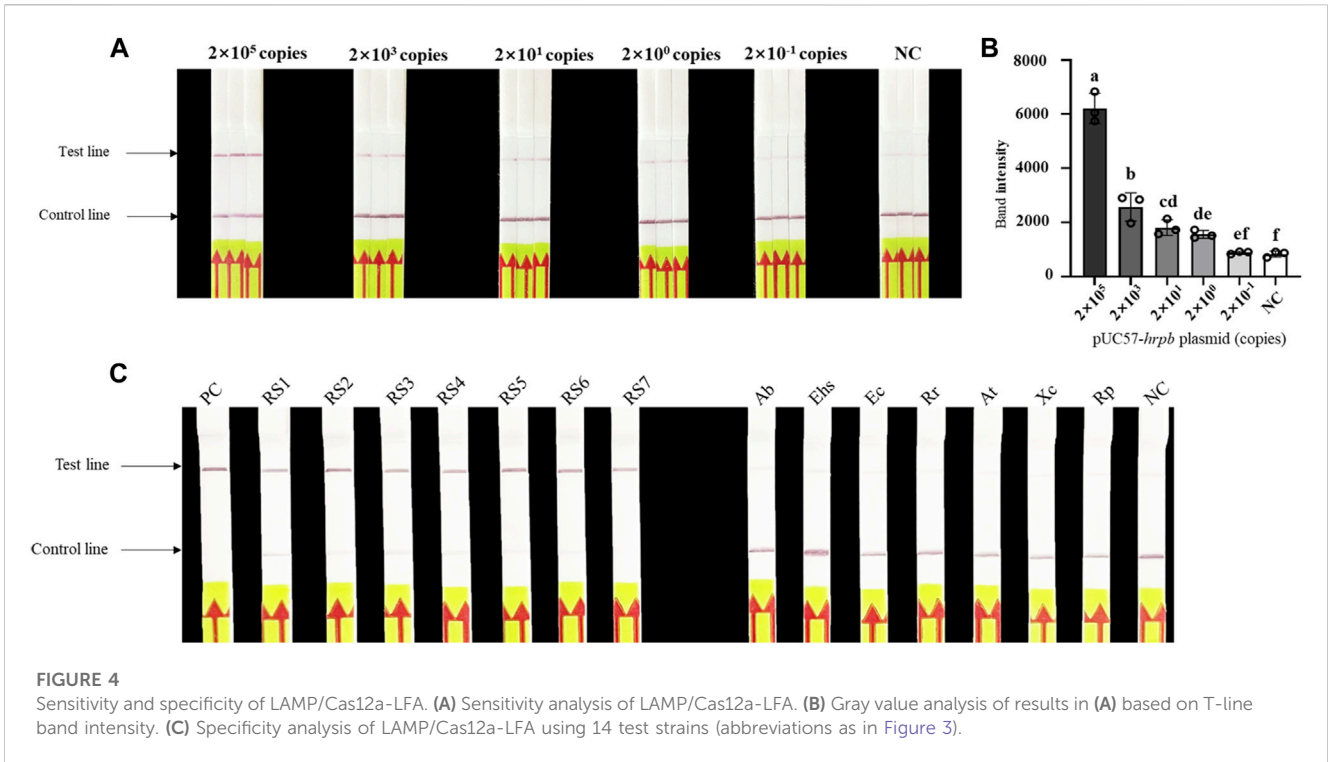 A
2×10⁵ copies 2×10³ copies 2×10¹ copies 2×10⁰ copies 2×10⁻¹ copies NC
Test line
Control line
B
8000
6000
4000
2000
0
Band intensity
a
b
cd
de
ef
f
2×10⁵
2×10³
2×10¹
2×10⁰
2×10⁻¹
NC
pUC57-hrpb plasmid (copies)
C
PC RS1 RS2 RS3 RS4 RS5 RS6 RS7 Ab Ehs Ec Rr At Xc Rp NC
Test line
Control line
FIGURE 4
Sensitivity and specificity of LAMP/Cas12a-LFA. (A) Sensitivity analysis of LAMP/Cas12a-LFA. (B) Gray value analysis of results in (A) based on T-line
band intensity. (C) Specificity analysis of LAMP/Cas12a-LFA using 14 test strains (abbreviations as in Figure 3).